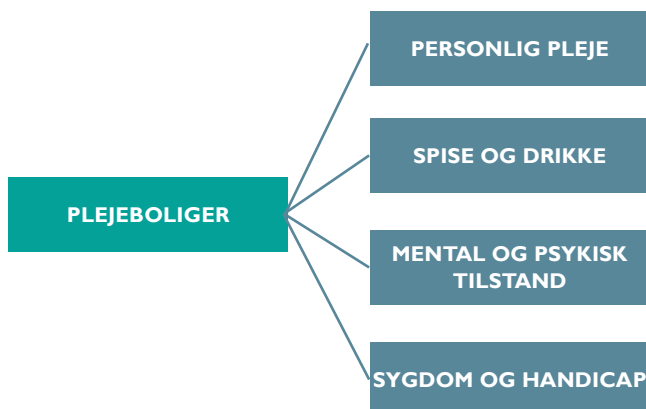 PLEJEBOLIGER
PERSONLIG PLEJE
SPISE OG DRIKKE
MENTAL OG PSYKISK
TILSTAND
SYGDOM OG HANDICAP